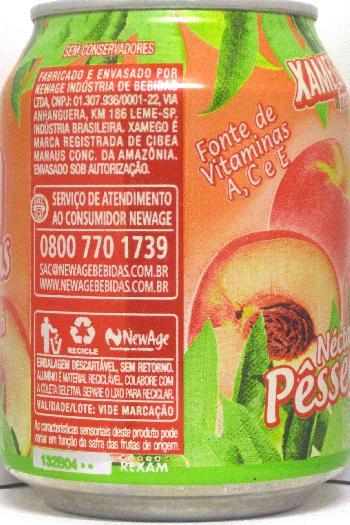 SEM CONSERVADORES
FABRICADO E ENVASADO POR
NEWAGE INDÚSTRIA DE BEBIDAS
LTDA, CNPJ: 01.307.936/0001-22, VIA
ANHANGUERA, KM 186 LEME-SP.
INDÚSTRIA BRASILEIRA. XAMEGO É
MARCA REGISTRADA DE CIBEA
MANAUS CONC. DA AMAZÔNIA.
ENVASADO SOB AUTORIZAÇÃO.
SAC
SERVIÇO DE ATENDIMENTO
AO CONSUMIDOR NEWAGE
0800 770 1739
SAC@NEWAGEBEBIDAS.COM.BR
WWW.NEWAGEBEBIDAS.COM.BR
RECICLE
NewAge
EMBALAGEM DESCARTÁVEL, SEM RETORNO.
ALUMÍNIO É MATERIAL RECICLÁVEL. COLABORE COM
A COLETA SELETIVA. SEPARE O LIXO PARA RECICLAR.
VALIDADE/LOTE: VIDE MARCAÇÃO
As características sensoriais deste produto pode
variar em função da safra das frutas de origem.
132B04
REXAM
XAME
Fonte de
Vitaminas
A, C e E
Néc
Pêsse